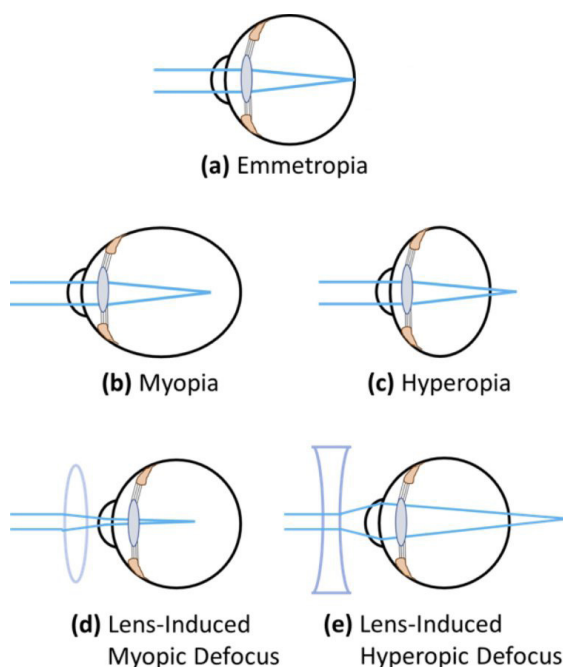 (a) Emmetropia
(b) Myopia
(c) Hyperopia
(d) Lens-Induced
Myopic Defocus
(e) Lens-Induced
Hyperopic Defocus